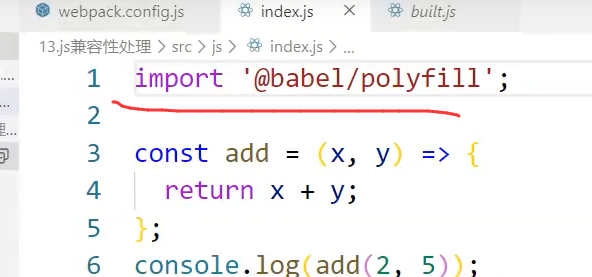 webpack.config.js index.js built.js
13.js兼容性处理 > src > js > index.js > ...
1 import '@babel/polyfill';
2
3 const add = (x, y) => {
4 return x + y;
5 };
6 console.log(add(2, 5));